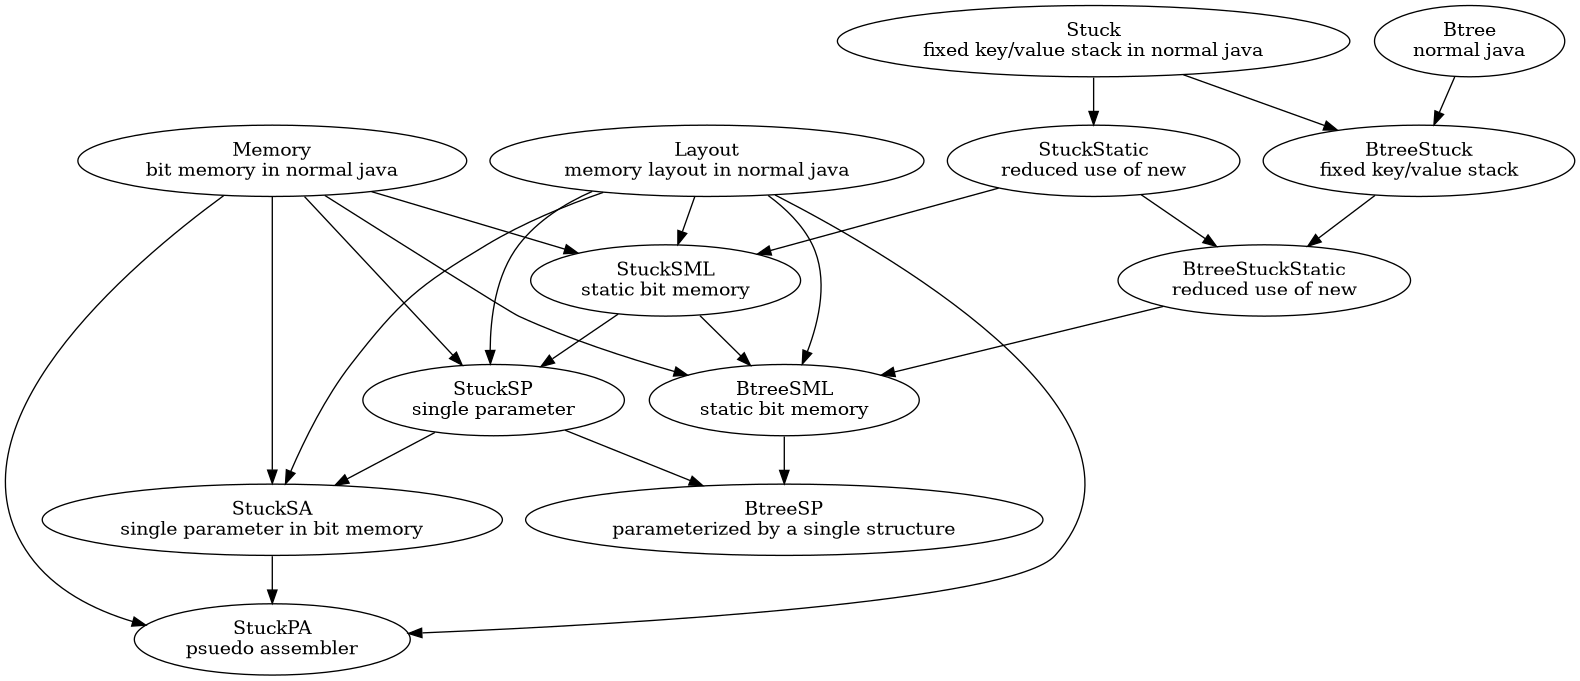 Stuck
fixed key/value stack in normal java
Btree
normal java
Memory
bit memory in normal java
Layout
memory layout in normal java
StuckStatic
reduced use of new
BtreeStuck
fixed key/value stack
StuckSML
static bit memory
BtreeStuckStatic
reduced use of new
StuckSP
single parameter
BtreeSML
static bit memory
StuckSA
single parameter in bit memory
BtreeSP
parameterized by a single structure
StuckPA
psuedo assembler